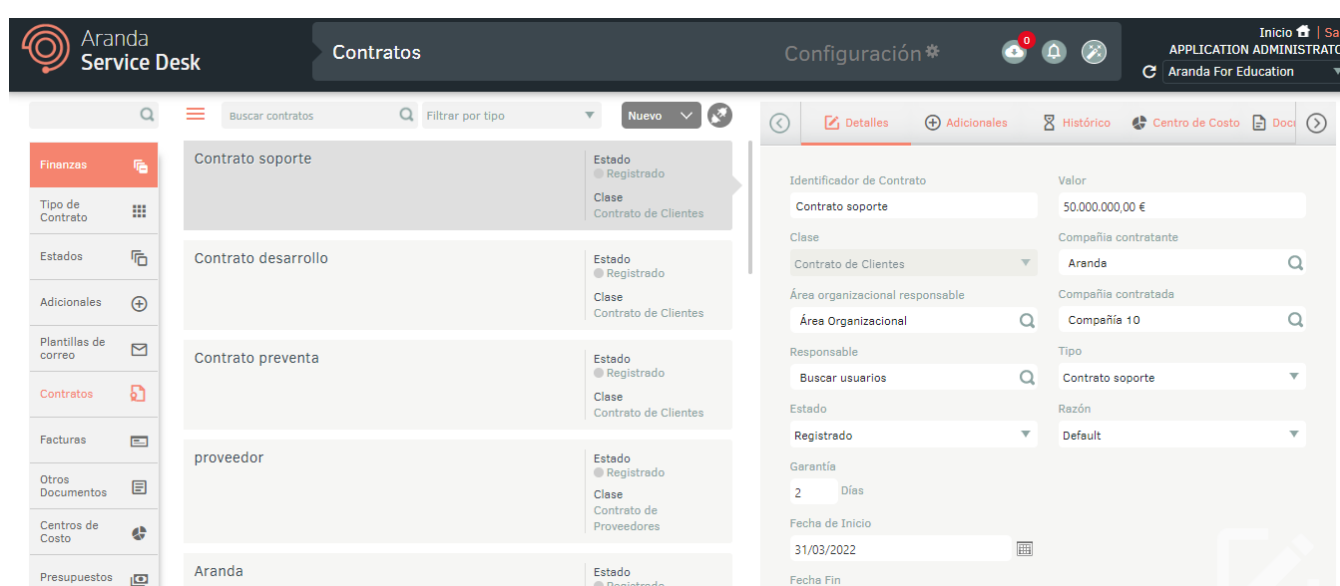 Aranda
Service Desk
Contratos
Configuración
0
Inicio | Sa
APPLICATION ADMINISTRATO
Aranda For Education
Finanzas
Tipo de
Contrato
Estados
Adicionales
Plantillas de
correo
Contratos
Facturas
Otros
Documentos
Centros de
Costo
Presupuestos
Buscar contratos
Filtrar por tipo
Nuevo
Contrato soporte
Estado
Registrado
Clase
Contrato de Clientes
Contrato desarrollo
Estado
Registrado
Clase
Contrato de Clientes
Contrato preventa
Estado
Registrado
Clase
Contrato de Clientes
proveedor
Estado
Registrado
Clase
Contrato de
Proveedores
Aranda
Estado
Registrado
Detalles
Adicionales
Histórico
Centro de Costo
Docu
Identificador de Contrato
Contrato soporte
Valor
50.000.000,00 €
Clase
Contrato de Clientes
Compañia contratante
Aranda
Área organizacional responsable
Área Organizacional
Compañia contratada
Compañía 10
Responsable
Buscar usuarios
Tipo
Contrato soporte
Estado
Registrado
Razón
Default
Garantía
2 Días
Fecha de Inicio
31/03/2022
Fecha Fin